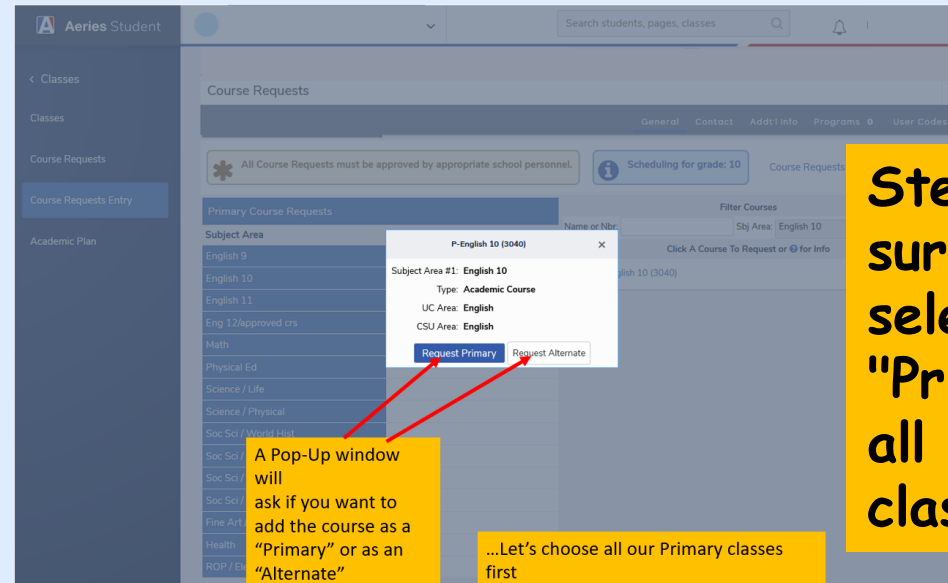 Aeries Student
Search students, pages, classes
< Classes
Classes
Course Requests
Course Requests Entry
Academic Plan
Course Requests
General Contact Addt'l Info Programs 0 User Codes
All Course Requests must be approved by appropriate school personnel.
Scheduling for grade: 10
Course Requests
Primary Course Requests
Subject Area
English 9
English 10
English 11
Eng 12/approved crs
Math
Physical Ed
Science / Life
Science / Physical
Soc Sci / World Hist
Soc Sci /
Soc Sci /
Soc Sci /
Fine Art
Health
ROP / Ele
Filter Courses
Name or Nbr:
Sbj Area: English 10
Click A Course To Request or ? for Info
glish 10 (3040)
P-English 10 (3040) ×
Subject Area #1: English 10
Type: Academic Course
UC Area: English
CSU Area: English
Request Primary Request Alternate
A Pop-Up window
will
ask if you want to
add the course as a
“Primary” or as an
“Alternate”
...Let's choose all our Primary classes
first
Ste
sur
sele
"Pr
all
clas